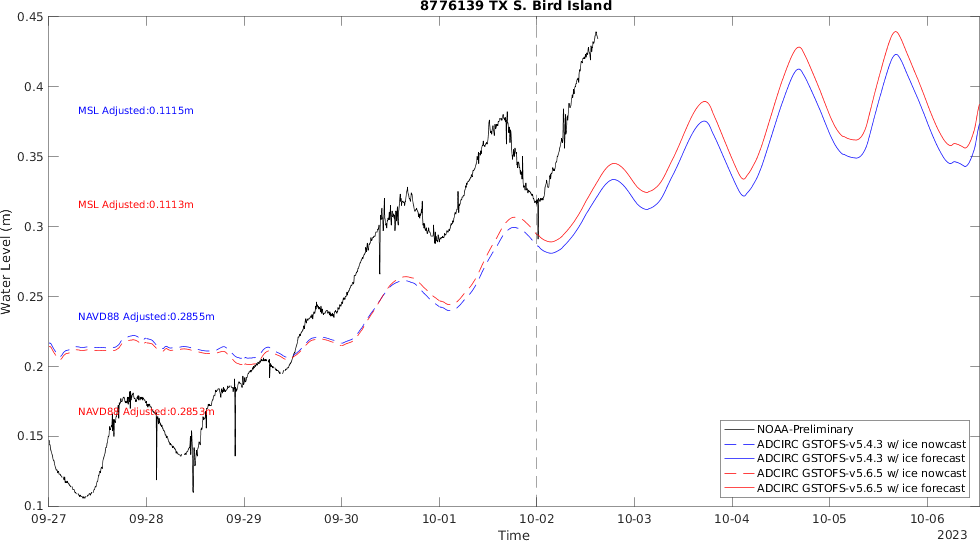 8776139 TX S. Bird Island
0.45
0.4
0.35
0.3
0.25
0.2
0.15
0.1
Water Level (m)
MSL Adjusted:0.1115m
MSL Adjusted:0.1113m
NAVD88 Adjusted:0.2855m
NAVD88 Adjusted:0.2853m
NOAA-Preliminary
ADCIRC GSTOFS-v5.4.3 w/ ice nowcast
ADCIRC GSTOFS-v5.4.3 w/ ice forecast
ADCIRC GSTOFS-v5.6.5 w/ ice nowcast
ADCIRC GSTOFS-v5.6.5 w/ ice forecast
09-27 09-28 09-29 09-30 10-01 10-02 10-03 10-04 10-05 10-06
Time
2023